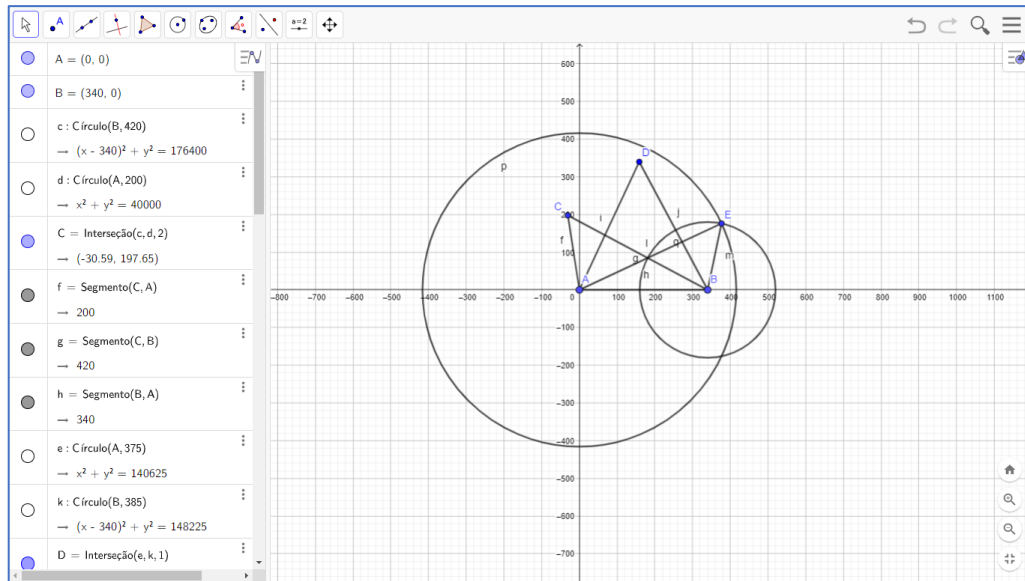 A
a = 2
A = (0, 0)
B = (340, 0)
c : Círculo(B, 420)
→ (x - 340)² + y² = 176400
d : Círculo(A, 200)
→ x² + y² = 40000
C = Interseção(c, d, 2)
(-30.59, 197.65)
f = Segmento(C, A)
→ 200
g = Segmento(C, B)
→ 420
h = Segmento(B, A)
→ 340
e : Círculo(A, 375)
→ x² + y² = 140625
k : Círculo(B, 385)
→ (x - 340)² + y² = 148225
D = Interseção(e, k, 1)
600
500
400
300
200
100
0
-100
-200
-300
-400
-500
-600
-700
-800 -700 -600 -500 -400 -300 -200 -100 0 100 200 300 400 500 600 700 800 900 1000 1100
p
D
C
i
j
E
f
l
q
g
m
h
A
B